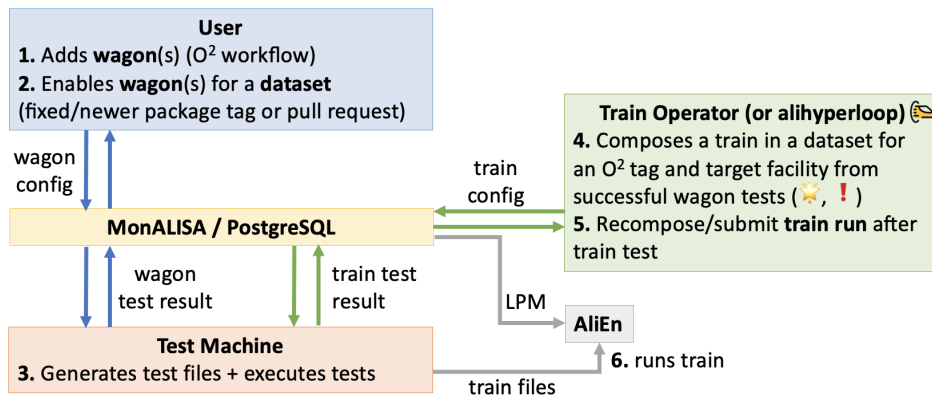 User
1. Adds wagon(s) (O² workflow)
2. Enables wagon(s) for a dataset
(fixed/newer package tag or pull request)
wagon
config
Train Operator (or alihyperloop)
4. Composes a train in a dataset for
an O² tag and target facility from
successful wagon tests (🌟, ❗)
5. Recompose/submit train run after
train test
train
config
MonALISA / PostgreSQL
wagon
test result
train test
result
LPM
AliEn
Test Machine
3. Generates test files + executes tests
train files
6. runs train